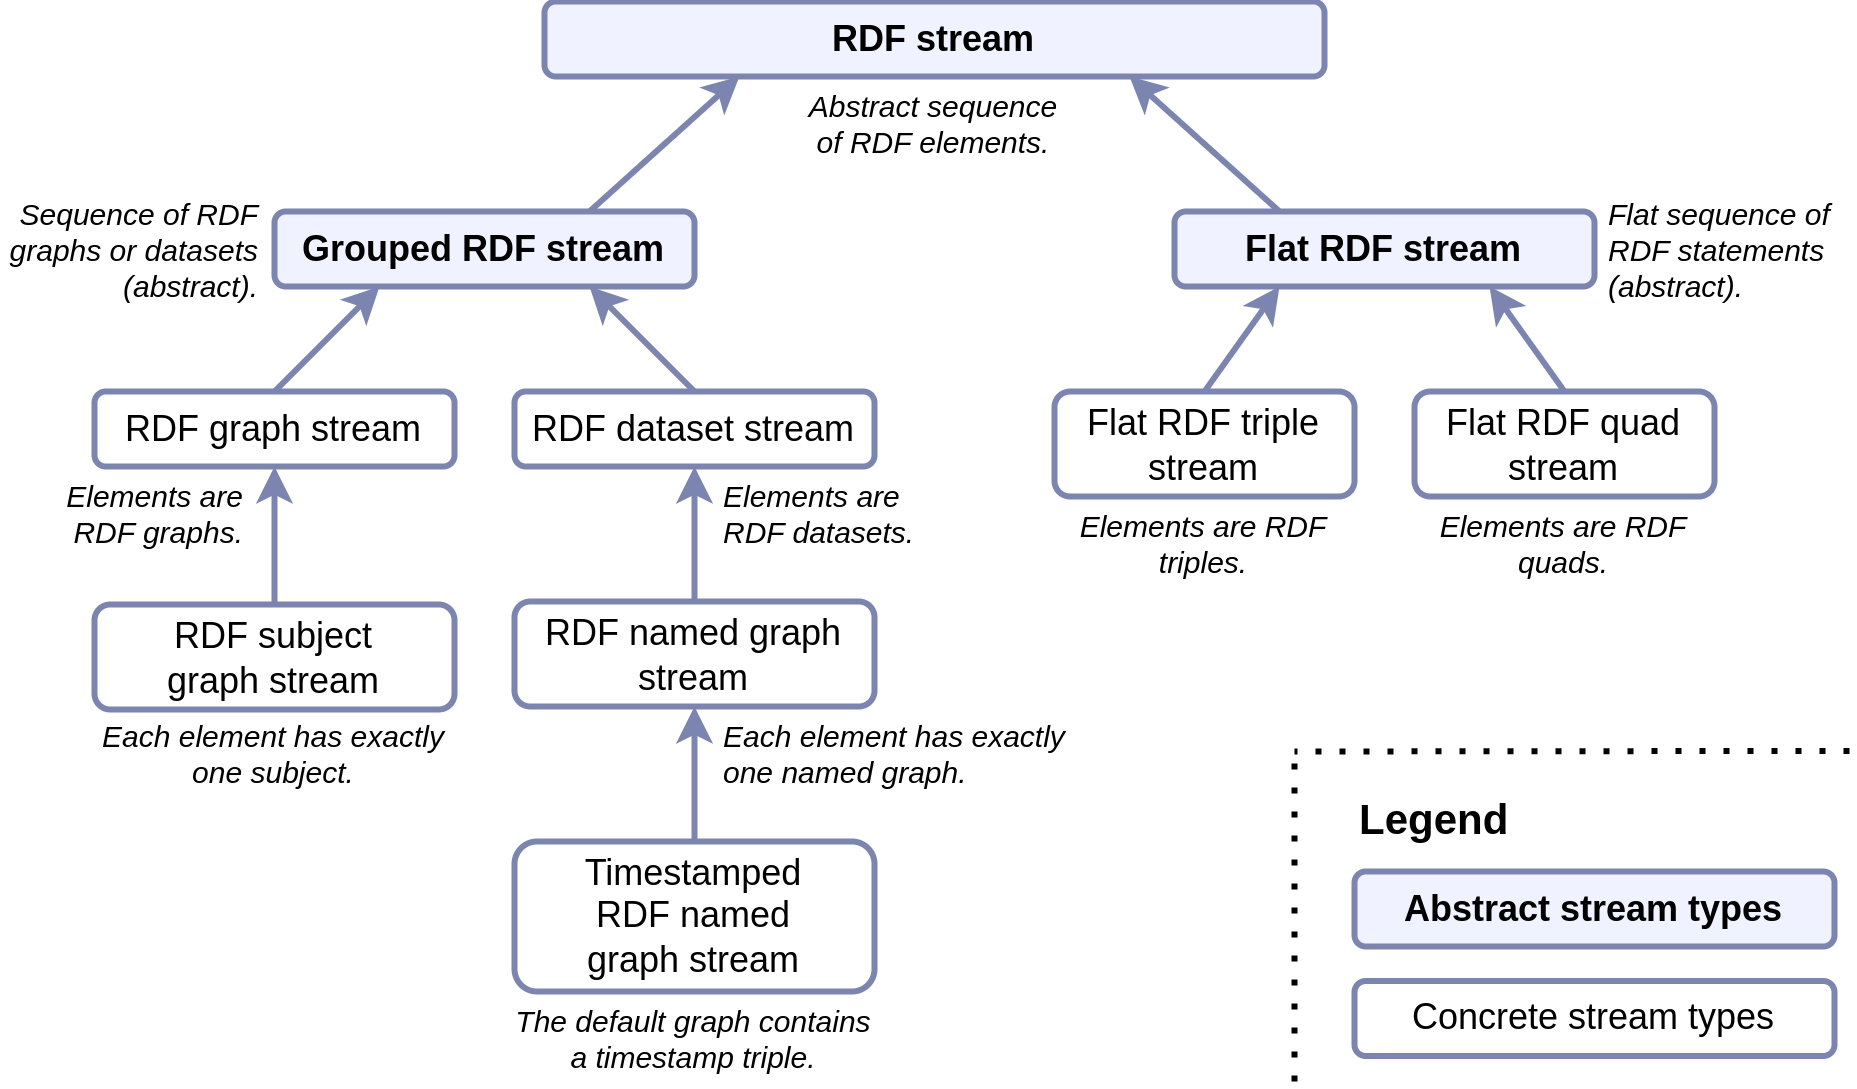 RDF stream
Abstract sequence
of RDF elements.
Sequence of RDF
graphs or datasets
(abstract).
Grouped RDF stream
Flat RDF stream
Flat sequence of
RDF statements
(abstract).
RDF graph stream
RDF dataset stream
Flat RDF triple
stream
Flat RDF quad
stream
Elements are
RDF graphs.
Elements are
RDF datasets.
Elements are RDF
triples.
Elements are RDF
quads.
RDF subject
graph stream
RDF named graph
stream
Each element has exactly
one subject.
Each element has exactly
one named graph.
Timestamped
RDF named
graph stream
The default graph contains
a timestamp triple.
Legend
Abstract stream types
Concrete stream types